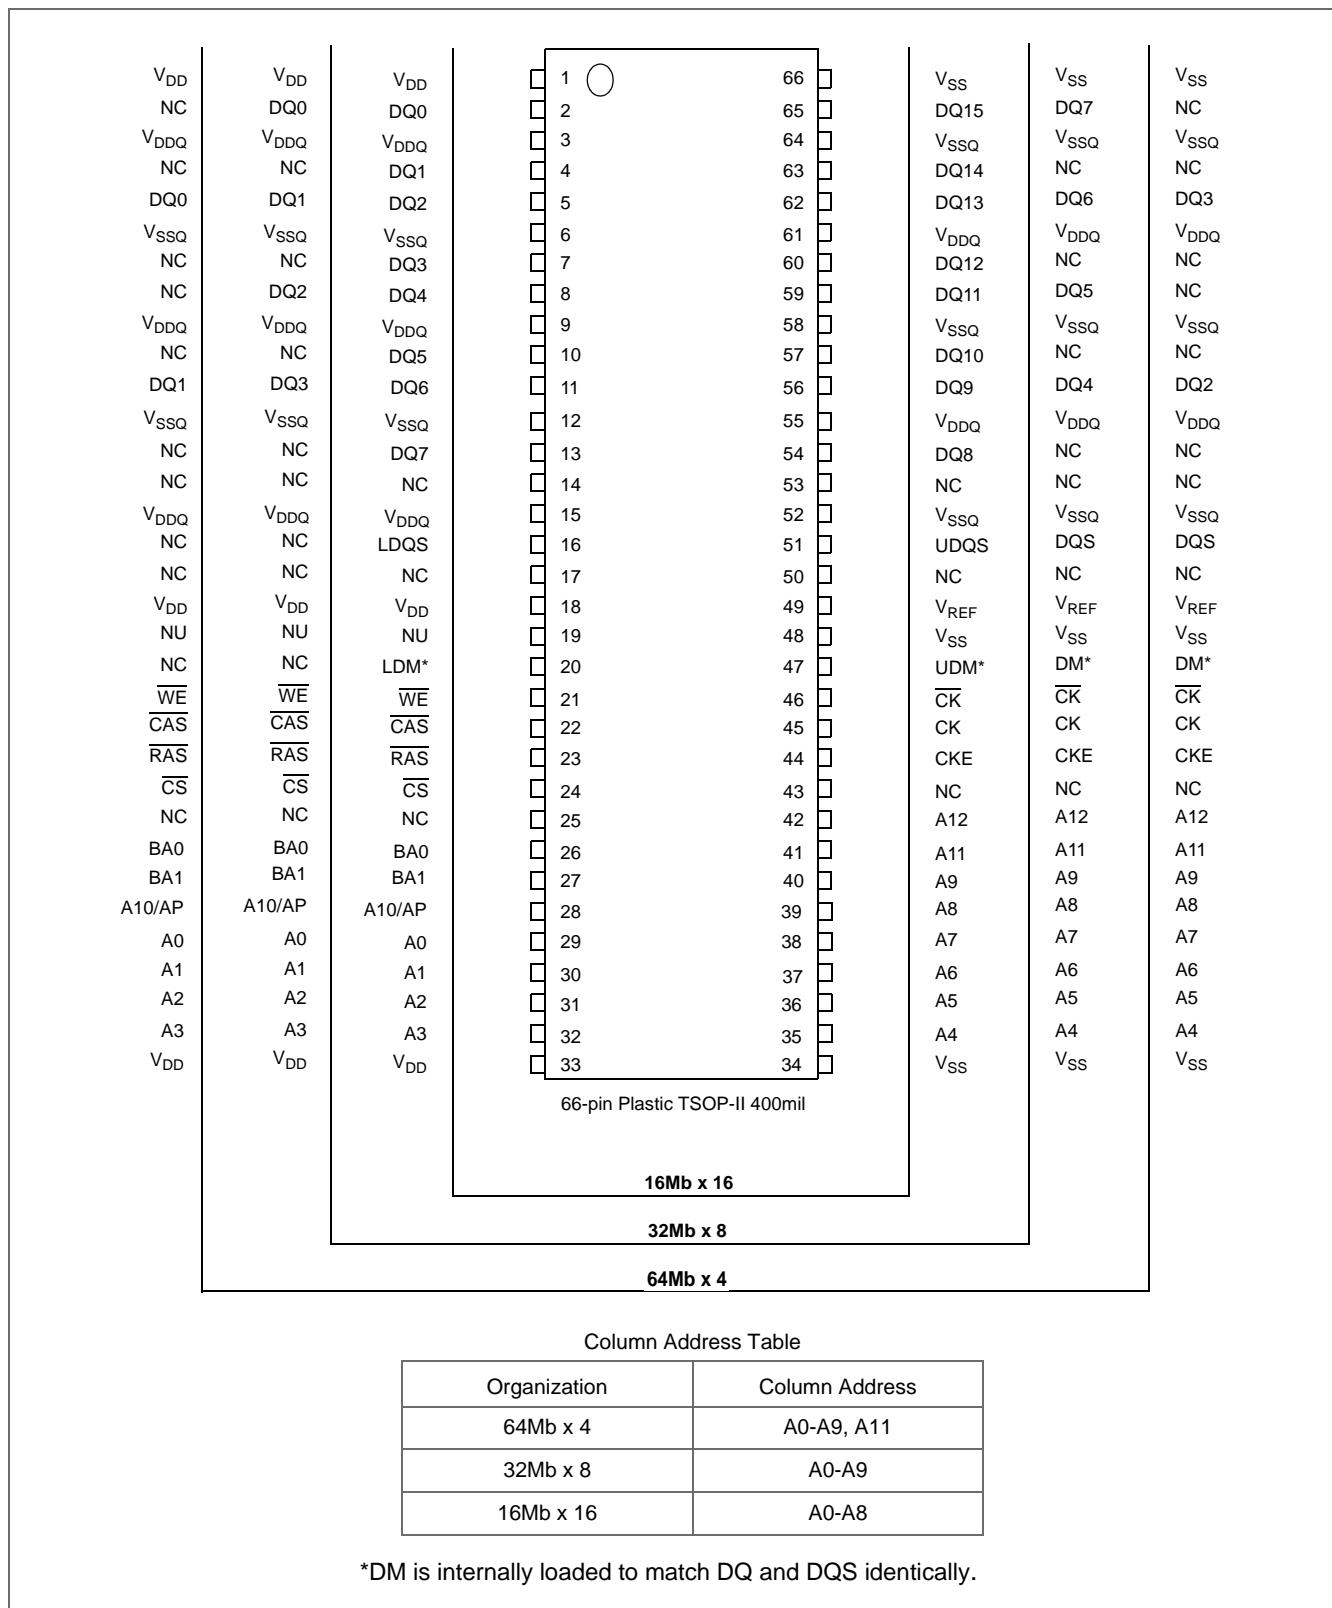 VDD VDD VDD 1 66 VSS VSS VSS
NC DQ0 DQ0 2 65 DQ15 DQ7 NC
VDDQ VDDQ VDDQ 3 64 VSSQ VSSQ VSSQ
NC NC DQ1 4 63 DQ14 NC NC
DQ0 DQ1 DQ2 5 62 DQ13 DQ6 DQ3
VSSQ VSSQ VSSQ 6 61 VDDQ VDDQ VDDQ
NC NC DQ3 7 60 DQ12 NC NC
NC DQ2 DQ4 8 59 DQ11 DQ5 NC
VDDQ VDDQ VDDQ 9 58 VSSQ VSSQ VSSQ
NC NC DQ5 10 57 DQ10 NC NC
DQ1 DQ3 DQ6 11 56 DQ9 DQ4 DQ2
VSSQ VSSQ VSSQ 12 55 VDDQ VDDQ VDDQ
NC NC DQ7 13 54 DQ8 NC NC
NC NC NC 14 53 NC NC NC
VDDQ VDDQ VDDQ 15 52 VSSQ VSSQ VSSQ
NC NC LDQS 16 51 UDQS DQS DQS
NC NC NC 17 50 NC NC NC
VDD VDD VDD 18 49 VREF VREF VREF
NU NU NU 19 48 VSS VSS VSS
NC NC LDM* 20 47 UDM* DM* DM*
W̅E̅ W̅E̅ W̅E̅ 21 46 C̅K̅ C̅K̅ C̅K̅
C̅A̅S̅ C̅A̅S̅ C̅A̅S̅ 22 45 CK CK CK
R̅A̅S̅ R̅A̅S̅ R̅A̅S̅ 23 44 CKE CKE CKE
C̅S̅ C̅S̅ C̅S̅ 24 43 NC NC NC
NC NC NC 25 42 A12 A12 A12
BA0 BA0 BA0 26 41 A11 A11 A11
BA1 BA1 BA1 27 40 A9 A9 A9
A10/AP A10/AP A10/AP 28 39 A8 A8 A8
A0 A0 A0 29 38 A7 A7 A7
A1 A1 A1 30 37 A6 A6 A6
A2 A2 A2 31 36 A5 A5 A5
A3 A3 A3 32 35 A4 A4 A4
VDD VDD VDD 33 34 VSS VSS VSS
66-pin Plastic TSOP-II 400mil
16Mb x 16
32Mb x 8
64Mb x 4
Column Address Table
Organization Column Address
64Mb x 4 A0-A9, A11
32Mb x 8 A0-A9
16Mb x 16 A0-A8
*DM is internally loaded to match DQ and DQS identically.